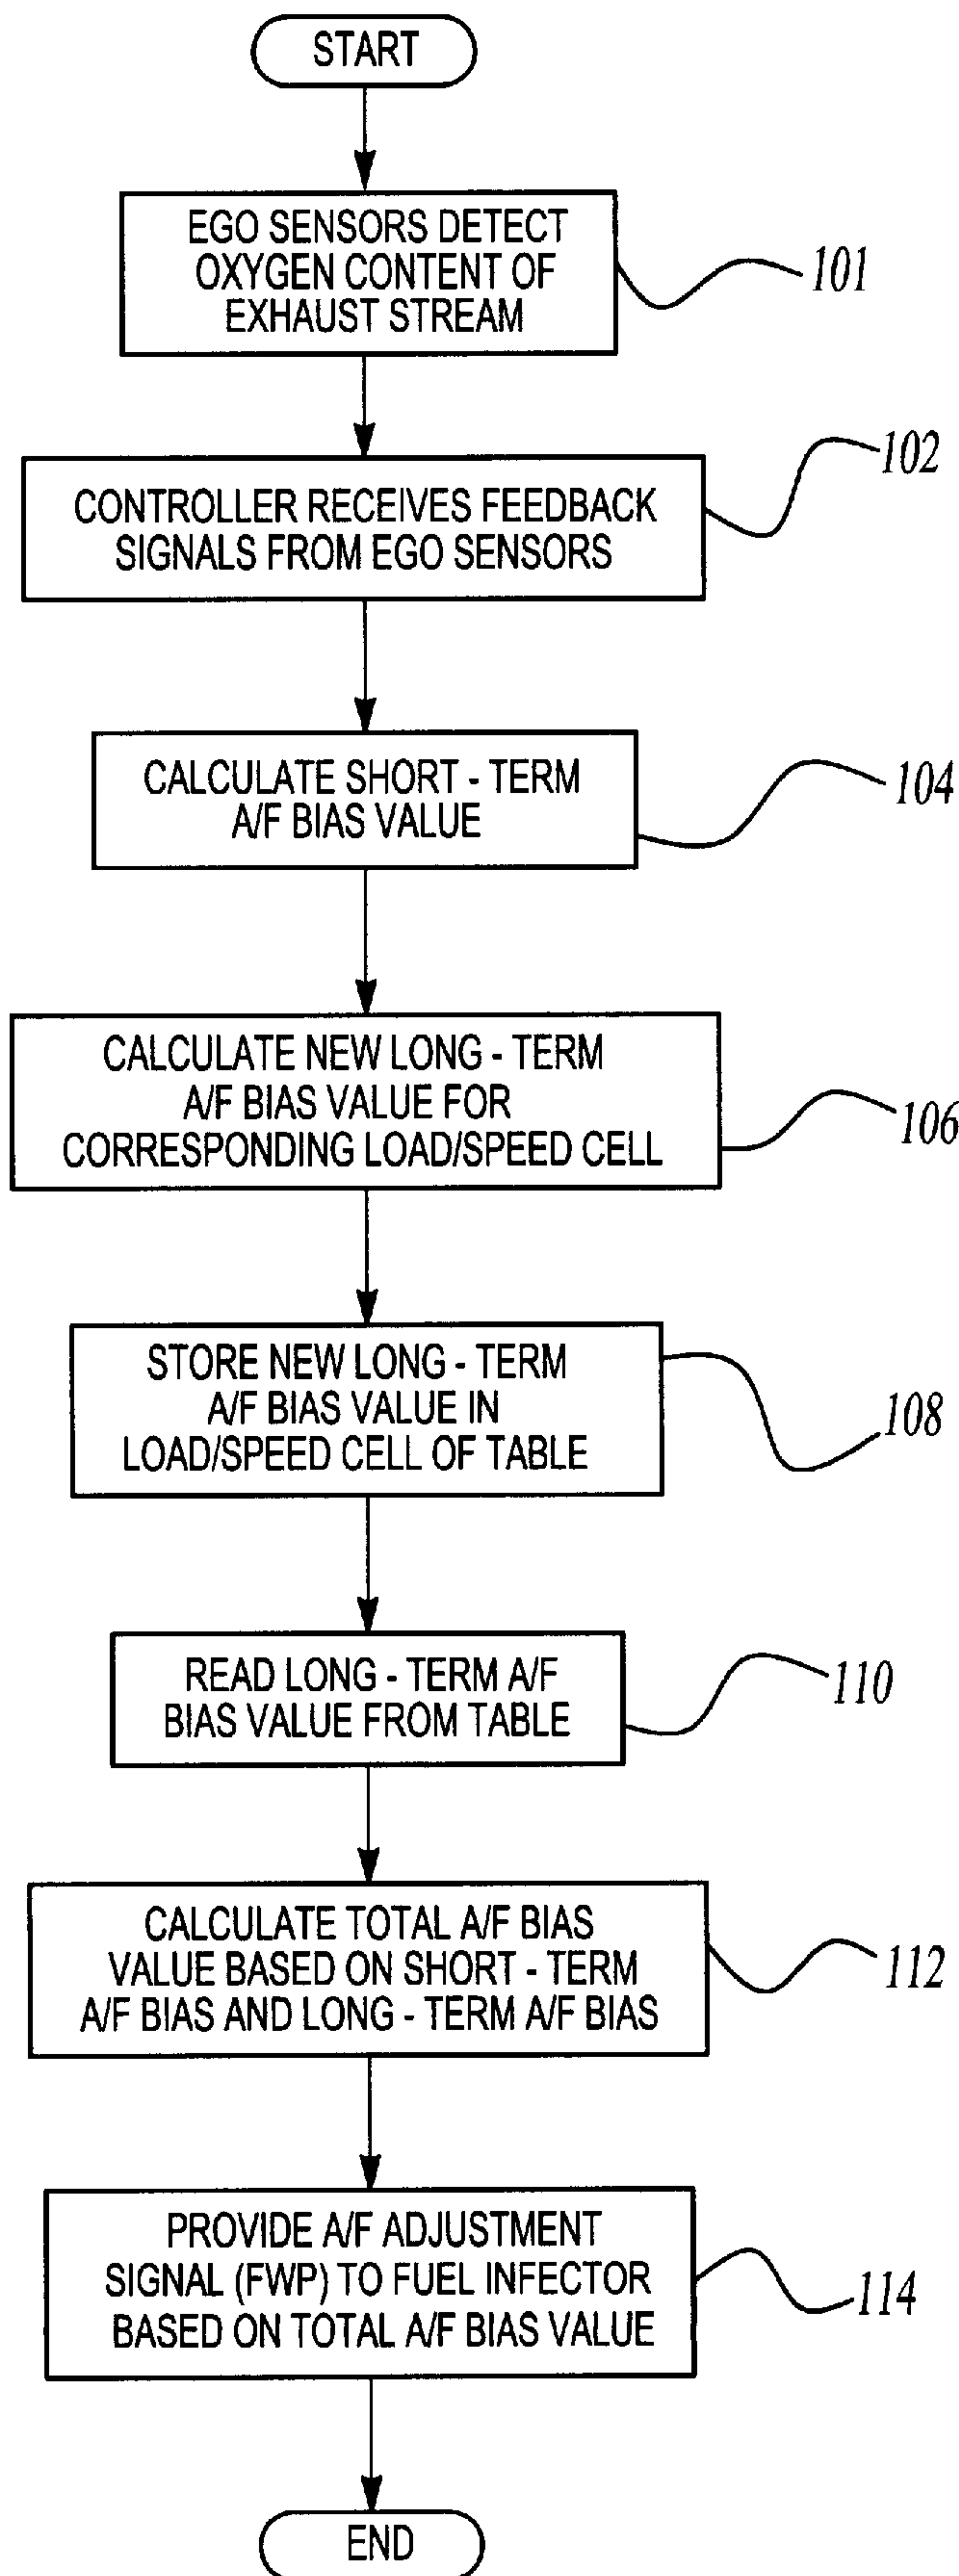 START
EGO SENSORS DETECT
OXYGEN CONTENT OF
EXHAUST STREAM
101
CONTROLLER RECEIVES FEEDBACK
SIGNALS FROM EGO SENSORS
102
CALCULATE SHORT - TERM
A/F BIAS VALUE
104
CALCULATE NEW LONG - TERM
A/F BIAS VALUE FOR
CORRESPONDING LOAD/SPEED CELL
106
STORE NEW LONG - TERM
A/F BIAS VALUE IN
LOAD/SPEED CELL OF TABLE
108
READ LONG - TERM A/F
BIAS VALUE FROM TABLE
110
CALCULATE TOTAL A/F BIAS
VALUE BASED ON SHORT - TERM
A/F BIAS AND LONG - TERM A/F BIAS
112
PROVIDE A/F ADJUSTMENT
SIGNAL (FWP) TO FUEL INFECTOR
BASED ON TOTAL A/F BIAS VALUE
114
END